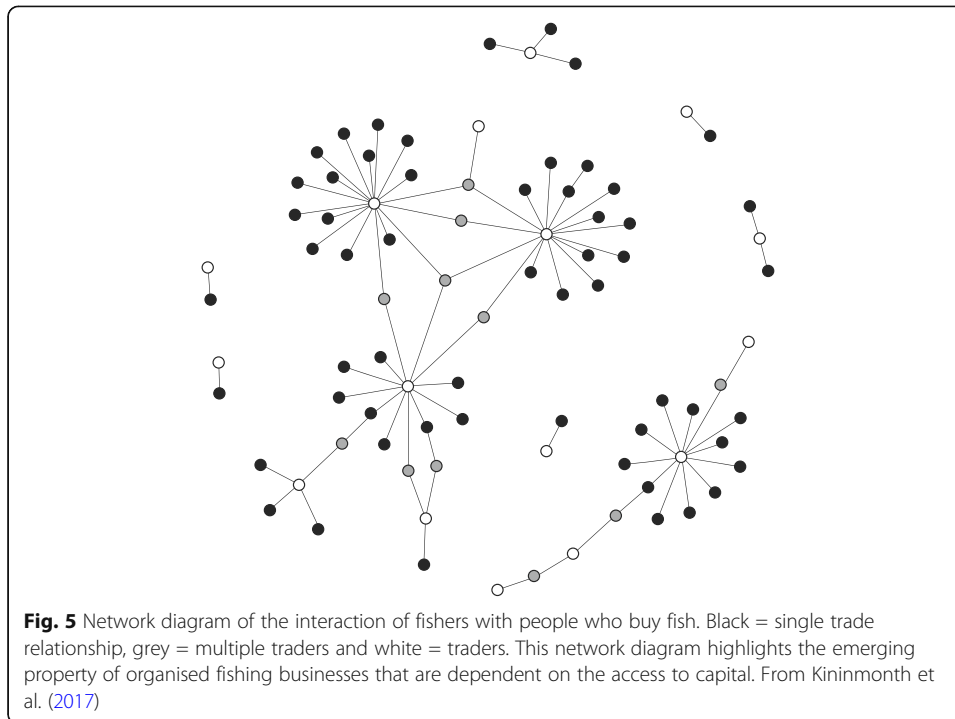 Fig. 5 Network diagram of the interaction of fishers with people who buy fish. Black = single trade
relationship, grey = multiple traders and white = traders. This network diagram highlights the emerging
property of organised fishing businesses that are dependent on the access to capital. From Kininmonth et
al. (2017)